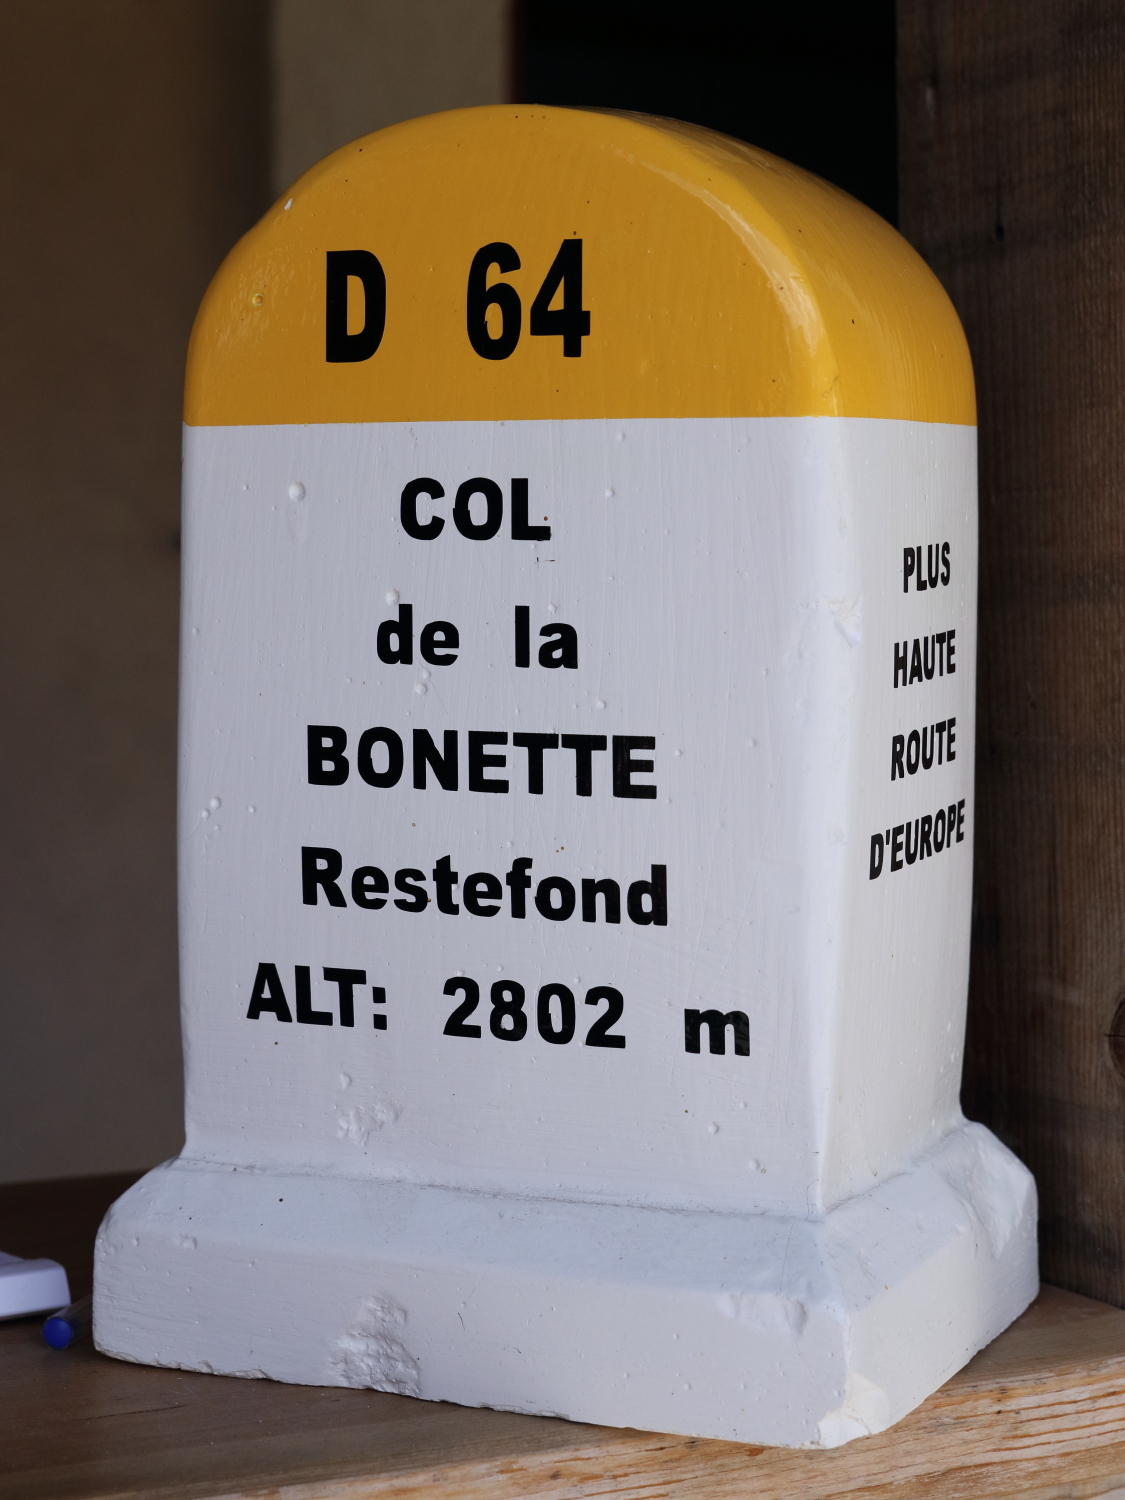 D 64
COL
de la
BONETTE
Restefond
ALT: 2802 m
PLUS
HAUTE
ROUTE
D'EUROPE